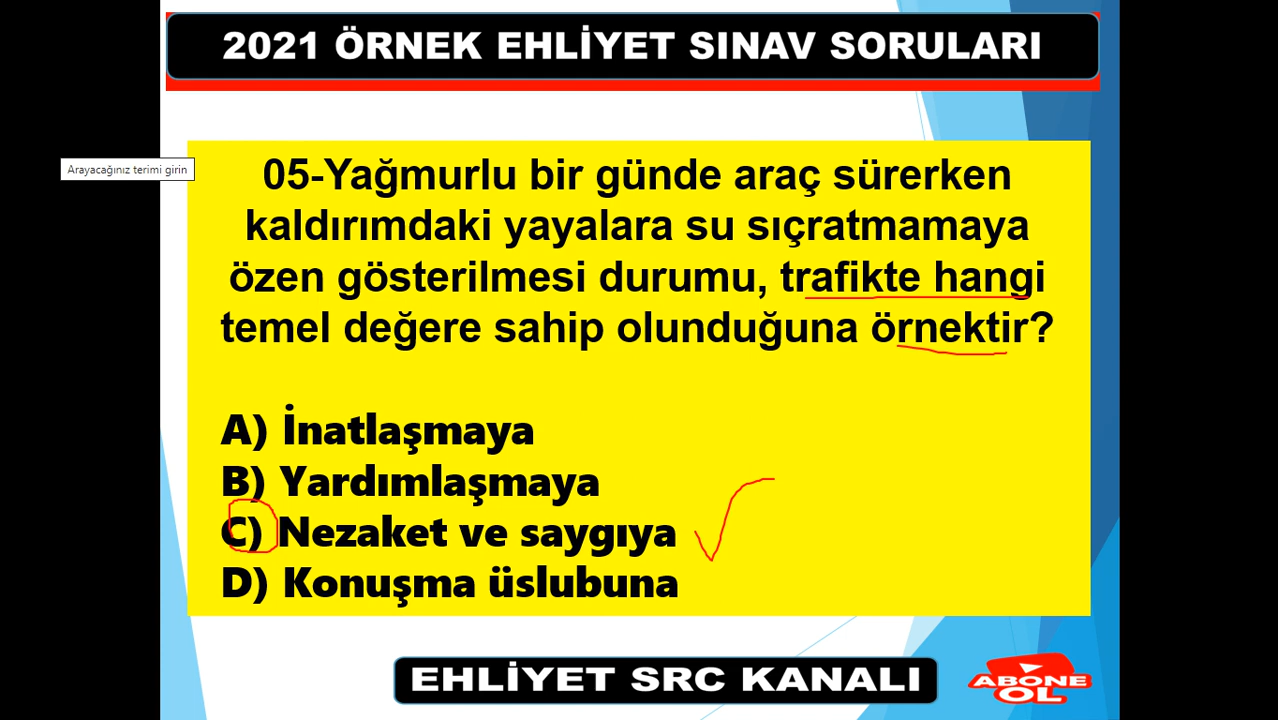 2021 ÖRNEK EHLİYET SINAV SORULARI
Arayacağınız terimi girin
05-Yağmurlu bir günde araç sürerken
kaldırımdaki yayalara su sıçratmamaya
özen gösterilmesi durumu, trafikte hangi
temel değere sahip olunduğuna örnektir?
A) İnatlaşmaya
B) Yardımlaşmaya
C) Nezaket ve saygıya
D) Konuşma üslubuna
EHLİYET SRC KANALI
ABONE
OL